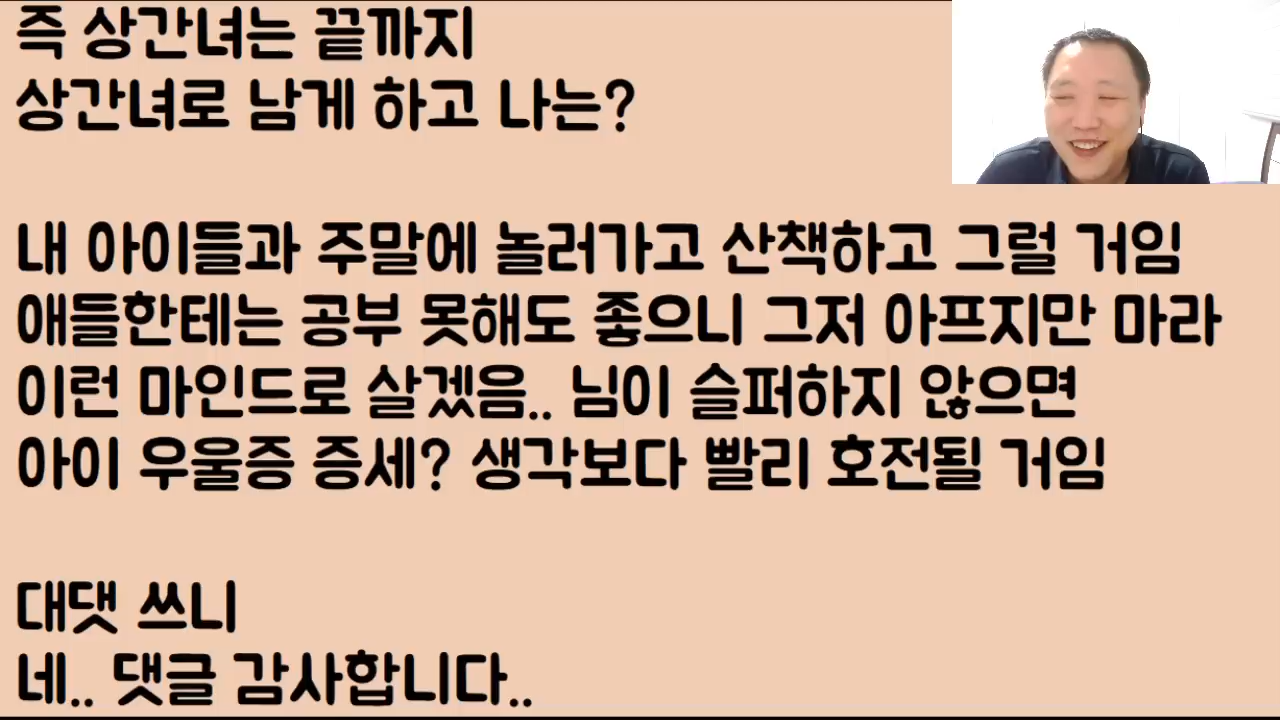 즉 상간녀는 끝까지
상간녀로 남게 하고 나는?
내 아이들과 주말에 놀러가고 산책하고 그럴 거임
애들한테는 공부 못해도 좋으니 그저 아프지만 마라
이런 마인드로 살겠음.. 님이 슬퍼하지 않으면
아이 우울증 증세? 생각보다 빨리 호전될 거임
대댓 쓰니
네.. 댓글 감사합니다..